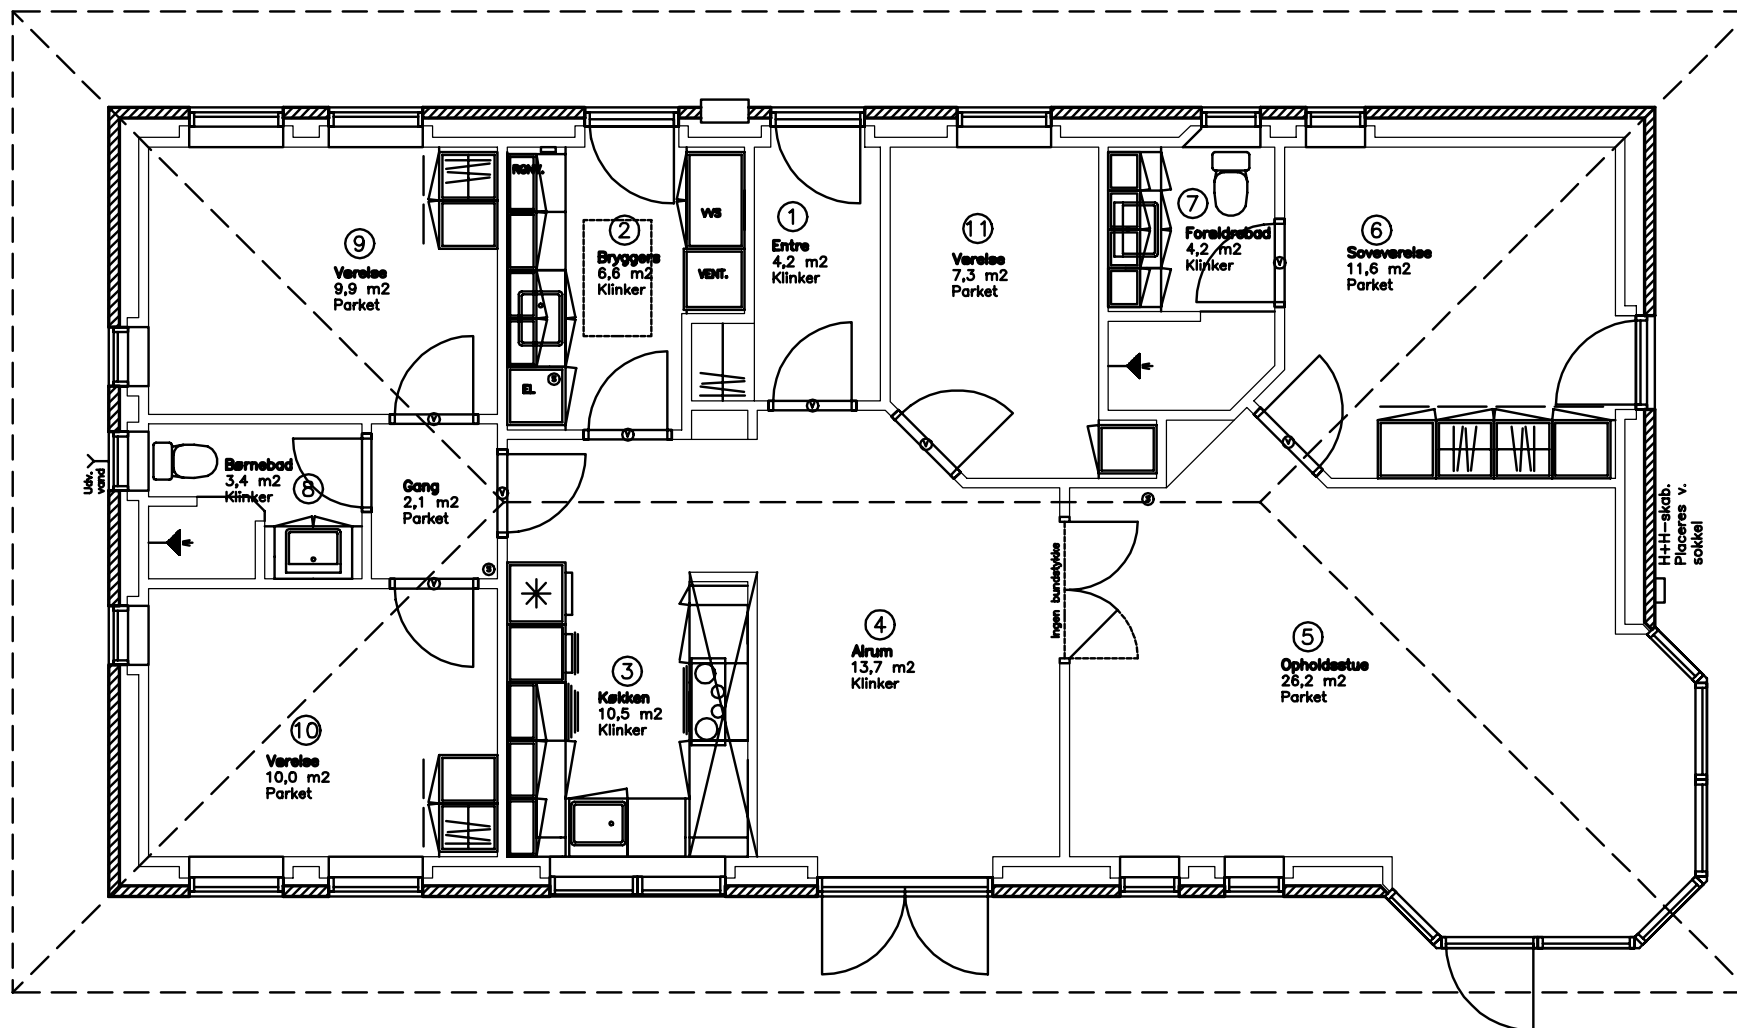 RONV.
VVS
VENT.
EL
1
Entre
4,2 m2
Klinker
2
Bryggers
6,6 m2
Klinker
9
Værelse
9,9 m2
Parket
11
Værelse
7,3 m2
Parket
7
Forældrebad
4,2 m2
Klinker
6
Soveværelse
11,6 m2
Parket
V
V
V
V
V
V
V
V
V
S
S
S
Udv.
vand
Børnebad
3,4 m2
Klinker
8
Gang
2,1 m2
Parket
H+H-skab.
Placeres v.
sokkel
Ingen bundstykke
3
Køkken
10,5 m2
Klinker
4
Alrum
13,7 m2
Klinker
5
Opholdsstue
26,2 m2
Parket
10
Værelse
10,0 m2
Parket